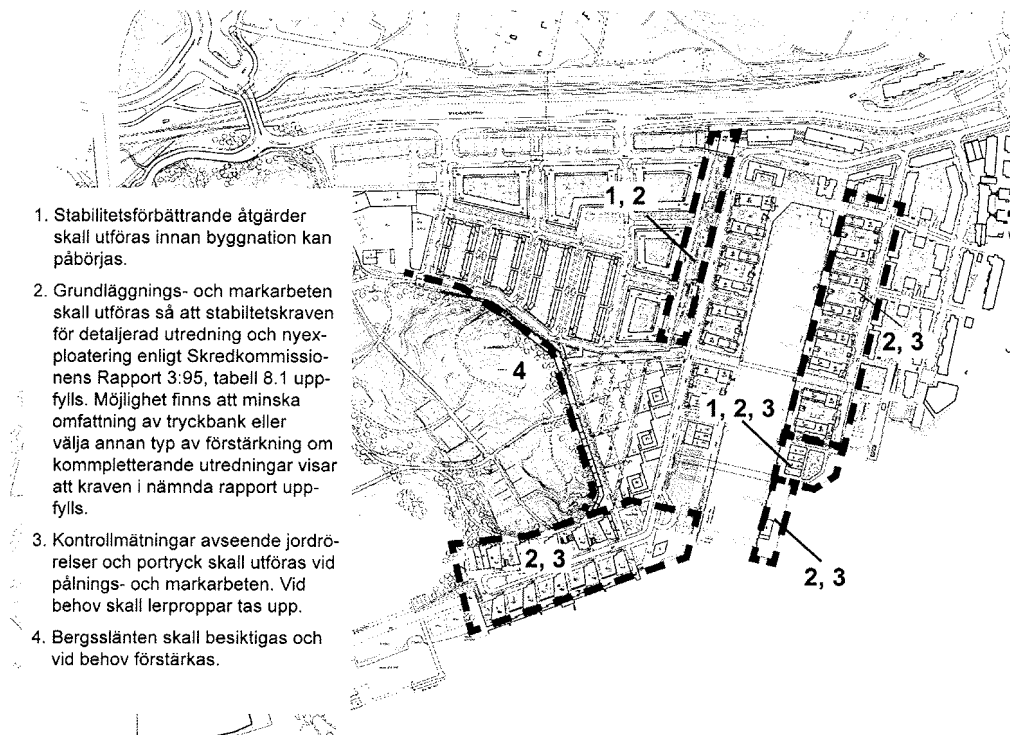 1. Stabilitetsförbättrande åtgärder
skall utföras innan byggnation kan
påbörjas.
2. Grundläggnings- och markarbeten
skall utföras så att stabiltetskraven
för detaljerad utredning och nyex-
ploatering enligt Skredkommissio-
nens Rapport 3:95, tabell 8.1 upp-
fylls. Möjlighet finns att minska
omfattning av tryckbank eller
välja annan typ av förstärkning om
kommpletterande utredningar visar
att kraven i nämnda rapport upp-
fylls.
3. Kontrollmätningar avseende jordrö-
relser och portryck skall utföras vid
pålnings- och markarbeten. Vid
behov skall lerproppar tas upp.
4. Bergsslänten skall besiktigas och
vid behov förstärkas.
1, 2
2, 3
4
1, 2, 3
2, 3
2, 3